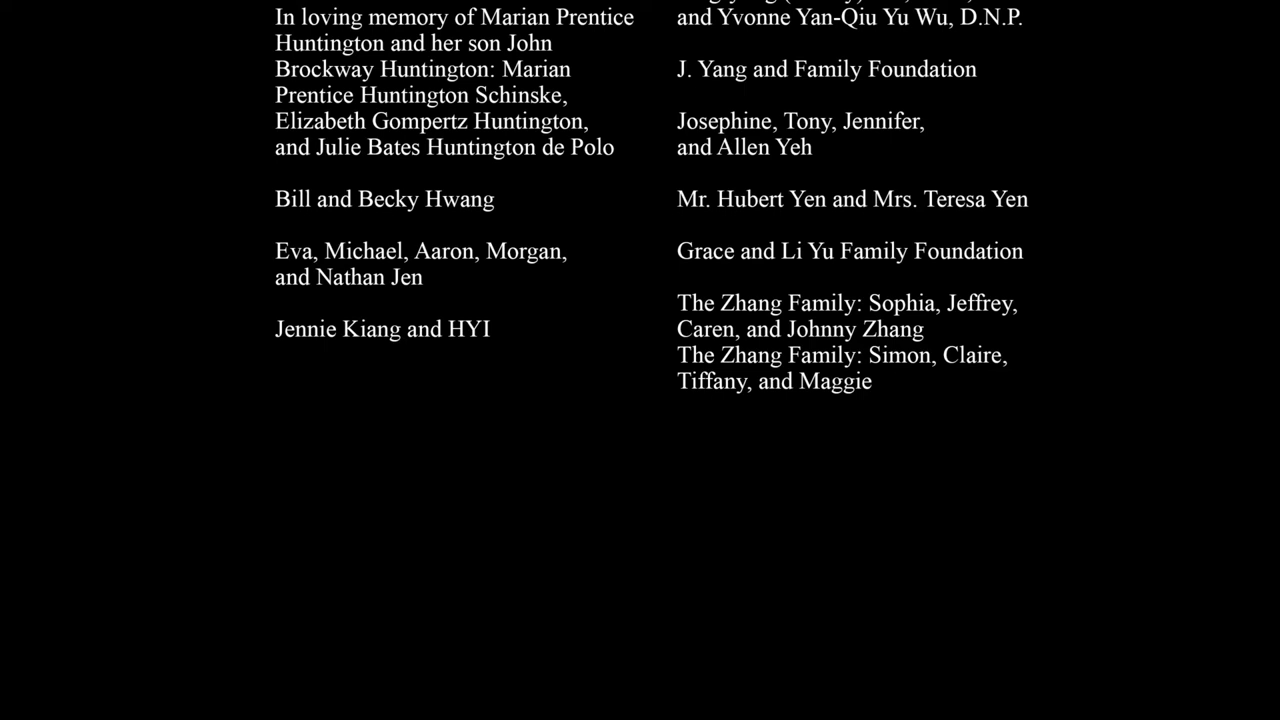 In loving memory of Marian Prentice
Huntington and her son John
Brockway Huntington: Marian
Prentice Huntington Schinske,
Elizabeth Gompertz Huntington,
and Julie Bates Huntington de Polo
Bill and Becky Hwang
Eva, Michael, Aaron, Morgan,
and Nathan Jen
Jennie Kiang and HYI
and Yvonne Yan-Qiu Yu Wu, D.N.P.
J. Yang and Family Foundation
Josephine, Tony, Jennifer,
and Allen Yeh
Mr. Hubert Yen and Mrs. Teresa Yen
Grace and Li Yu Family Foundation
The Zhang Family: Sophia, Jeffrey,
Caren, and Johnny Zhang
The Zhang Family: Simon, Claire,
Tiffany, and Maggie